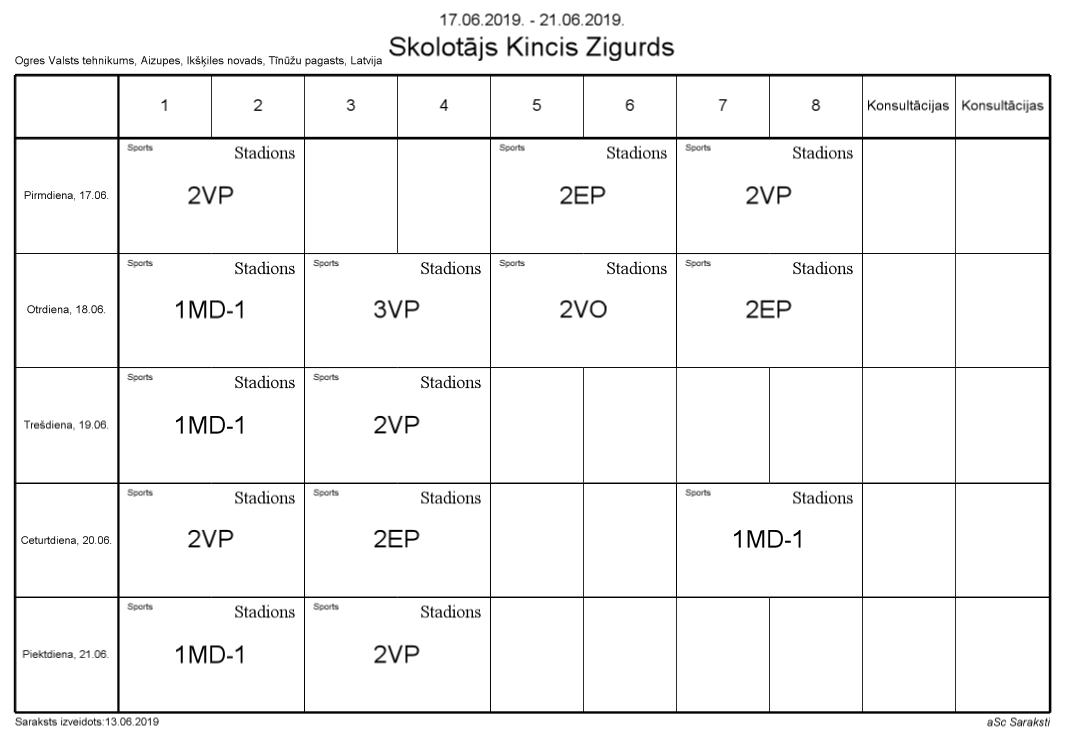 17.06.2019. - 21.06.2019.
Skolotājs Kincis Zigurds
Ogres Valsts tehnikums, Aizupes, Ikšķiles novads, Tīnūžu pagasts, Latvija
1 2 3 4 5 6 7 8 Konsultācijas Konsultācijas
Sports Stadions Sports Stadions Sports Stadions
Pirmdiena, 17.06. 2VP 2EP 2VP
Sports Stadions Sports Stadions Sports Stadions Sports Stadions
Otrdiena, 18.06. 1MD-1 3VP 2VO 2EP
Sports Stadions Sports Stadions
Trešdiena, 19.06. 1MD-1 2VP
Sports Stadions Sports Stadions Sports Stadions
Ceturtdiena, 20.06. 2VP 2EP 1MD-1
Sports Stadions Sports Stadions
Piektdiena, 21.06. 1MD-1 2VP
Saraksts izveidots:13.06.2019 aSc Saraksti